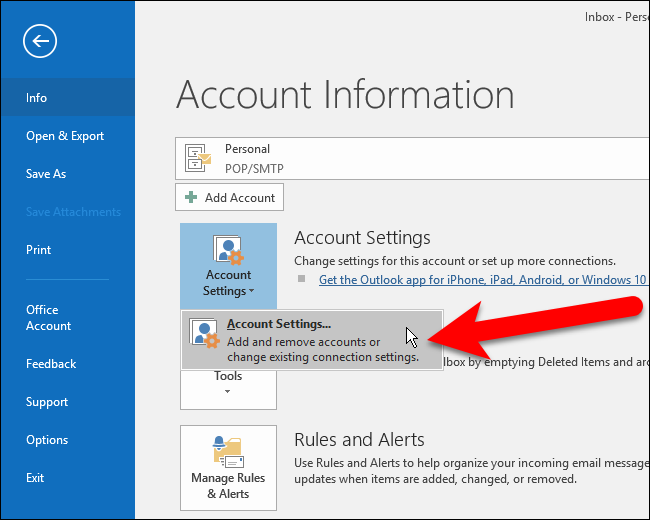 Inbox - Perso
Info
Open & Export
Save As
Save Attachments
Print
Office
Account
Feedback
Support
Options
Exit
Account Information
Personal
POP/SMTP
Add Account
Account
Settings
Account Settings
Change settings for this account or set up more connections.
Get the Outlook app for iPhone, iPad, Android, or Windows 10
Account Settings...
Add and remove accounts or
change existing connection settings.
Tools
lbox by emptying Deleted Items and arc
Manage Rules
& Alerts
Rules and Alerts
Use Rules and Alerts to help organize your incoming email message
updates when items are added, changed, or removed.